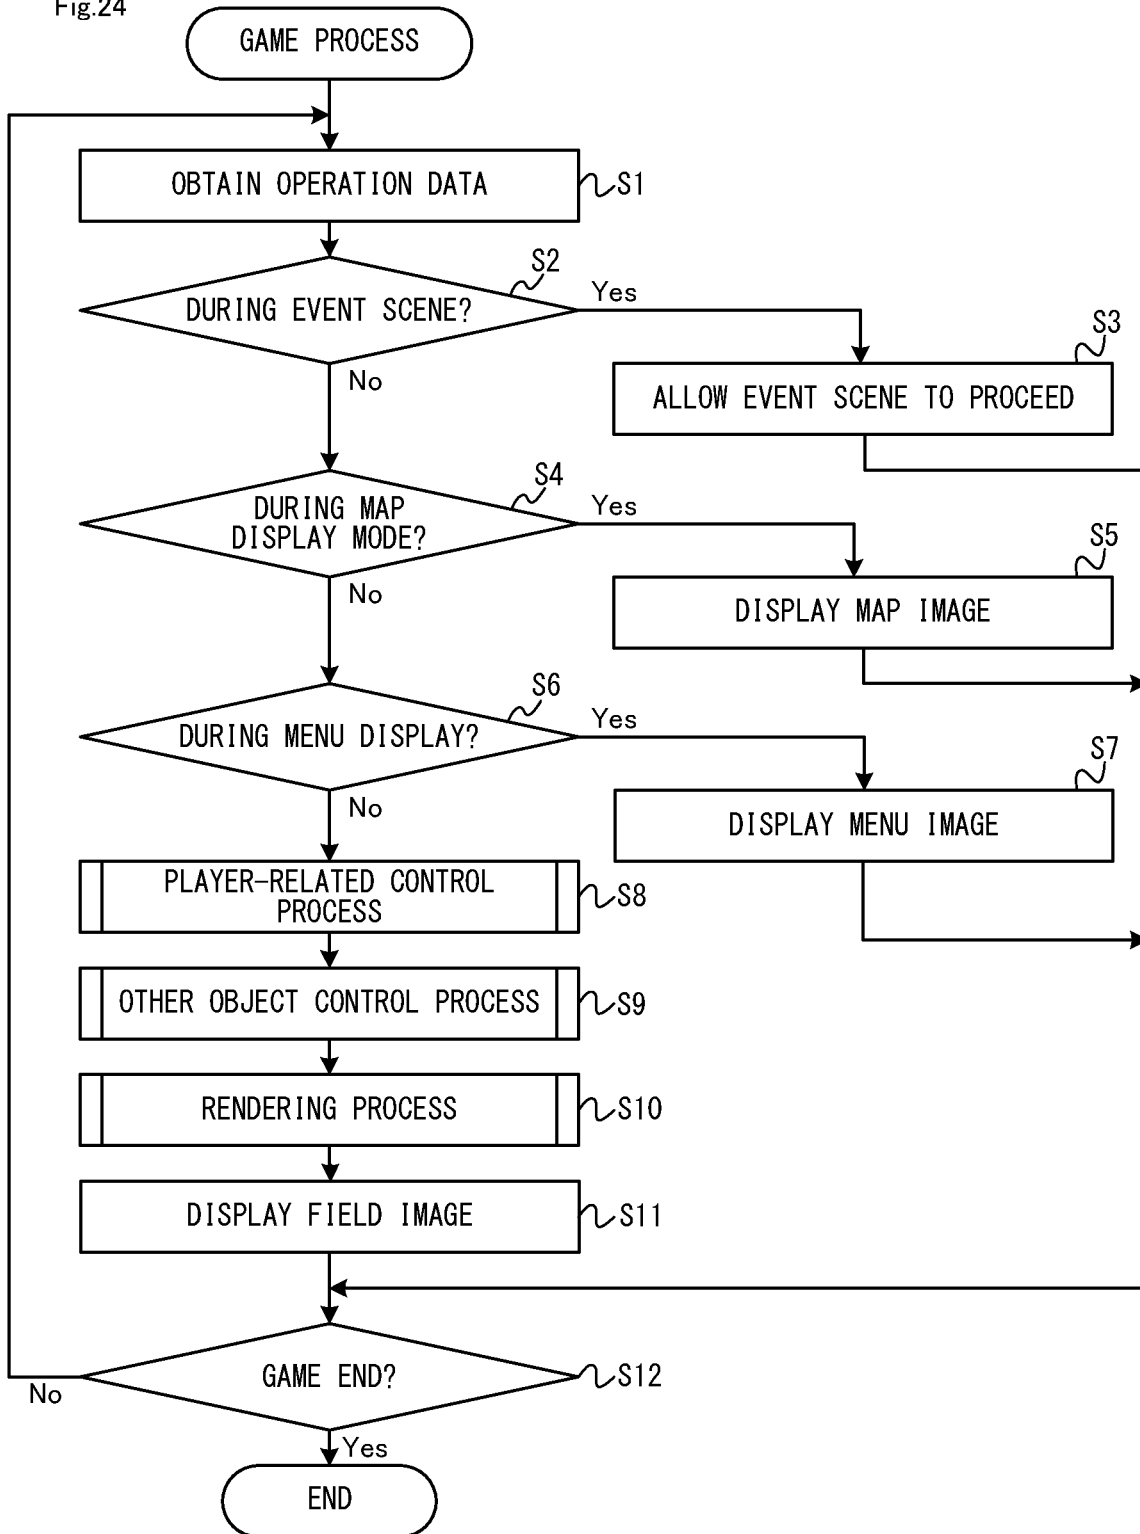 Fig.24
GAME PROCESS
OBTAIN OPERATION DATA
S1
S2
DURING EVENT SCENE?
Yes
No
S3
ALLOW EVENT SCENE TO PROCEED
S4
DURING MAP
DISPLAY MODE?
Yes
No
S5
DISPLAY MAP IMAGE
S6
DURING MENU DISPLAY?
Yes
No
S7
DISPLAY MENU IMAGE
PLAYER-RELATED CONTROL
PROCESS
S8
OTHER OBJECT CONTROL PROCESS
S9
RENDERING PROCESS
S10
DISPLAY FIELD IMAGE
S11
GAME END?
S12
No
Yes
END